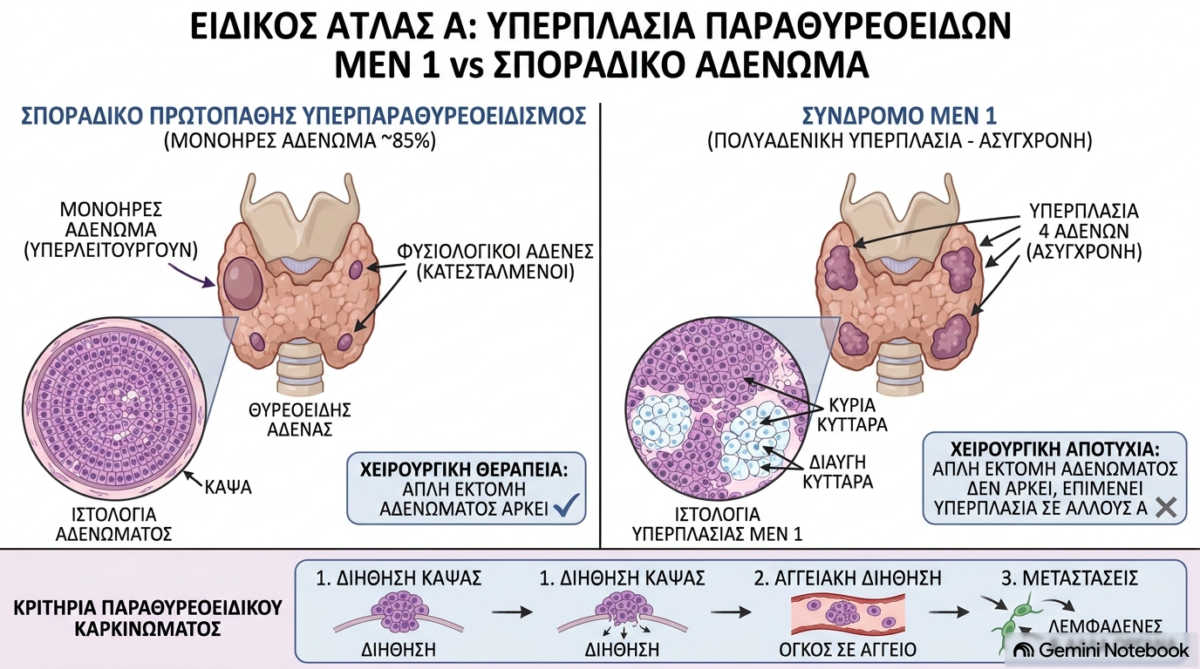 ΕΙΔΙΚΟΣ ΑΤΛΑΣ Α: ΥΠΕΡΠΛΑΣΙΑ ΠΑΡΑΘΥΡΕΟΕΙΔΩΝ
MEN 1 vs ΣΠΟΡΑΔΙΚΟ ΑΔΕΝΩΜΑ
ΣΠΟΡΑΔΙΚΟ ΠΡΩΤΟΠΑΘΗΣ ΥΠΕΡΠΑΡΑΘΥΡΕΟΕΙΔΙΣΜΟΣ
(ΜΟΝΟΗΡΕΣ ΑΔΕΝΩΜΑ ~85%)
ΜΟΝΟΗΡΕΣ
ΑΔΕΝΩΜΑ
(ΥΠΕΡΛΕΙΤΟΥΡΓΟΥΝ)
ΦΥΣΙΟΛΟΓΙΚΟΙ ΑΔΕΝΕΣ
(ΚΑΤΕΣΤΑΛΜΕΝΟΙ)
ΘΥΡΕΟΕΙΔΗΣ
ΑΔΕΝΑΣ
ΚΑΨΑ
ΙΣΤΟΛΟΓΙΑ
ΑΔΕΝΩΜΑΤΟΣ
ΧΕΙΡΟΥΡΓΙΚΗ ΘΕΡΑΠΕΙΑ:
ΑΠΛΗ ΕΚΤΟΜΗ
ΑΔΕΝΩΜΑΤΟΣ ΑΡΚΕΙ
ΣΥΝΔΡΟΜΟ MEN 1
(ΠΟΛΥΑΔΕΝΙΚΗ ΥΠΕΡΠΛΑΣΙΑ - ΑΣΥΓΧΡΟΝΗ)
ΥΠΕΡΠΛΑΣΙΑ
4 ΑΔΕΝΩΝ
(ΑΣΥΓΧΡΟΝΗ)
ΚΥΡΙΑ
ΚΥΤΤΑΡΑ
ΔΙΑΥΓΗ
ΚΥΤΤΑΡΑ
ΙΣΤΟΛΟΓΙΑ
ΥΠΕΡΠΛΑΣΙΑΣ MEN 1
ΧΕΙΡΟΥΡΓΙΚΗ ΑΠΟΤΥΧΙΑ:
ΑΠΛΗ ΕΚΤΟΜΗ ΑΔΕΝΩΜΑΤΟΣ
ΔΕΝ ΑΡΚΕΙ, ΕΠΙΜΕΝΕΙ
ΥΠΕΡΠΛΑΣΙΑ ΣΕ ΑΛΛΟΥΣ Α
ΚΡΙΤΗΡΙΑ ΠΑΡΑΘΥΡΕΟΕΙΔΙΚΟΥ
ΚΑΡΚΙΝΩΜΑΤΟΣ
1. ΔΙΗΘΗΣΗ ΚΑΨΑΣ
ΔΙΗΘΗΣΗ
1. ΔΙΗΘΗΣΗ ΚΑΨΑΣ
ΔΙΗΘΗΣΗ
2. ΑΓΓΕΙΑΚΗ ΔΙΗΘΗΣΗ
ΟΓΚΟΣ ΣΕ ΑΓΓΕΙΟ
3. ΜΕΤΑΣΤΑΣΕΙΣ
ΛΕΜΦΑΔΕΝΕΣ
Gemini Notebook